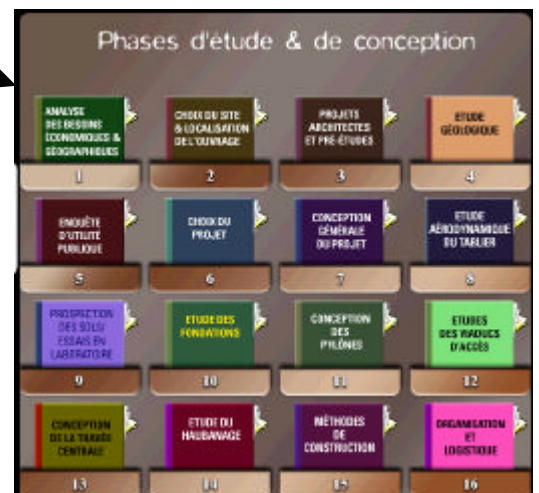 Phases d'étude & de conception
ANALYSE
DES BESOINS
ÉCONOMIQUES &
GÉOGRAPHIQUES
1
CHOIX DU SITE
& LOCALISATION
DE L'OUVRAGE
2
PROJETS
ARCHITECTES
ET PRÉ-ÉTUDES
3
ETUDE
GÉOLOGIQUE
4
ENQUÊTE
D'UTILITÉ
PUBLIQUE
5
CHOIX DU
PROJET
6
CONCEPTION
GÉNÉRALE
DU PROJET
7
ETUDE
AÉRODYNAMIQUE
DU TABLIER
8
PROSPECTION
DES SOLS/
ESSAIS EN
LABORATOIRE
9
ETUDE DES
FONDATIONS
10
CONCEPTION
DES
PYLÔNES
11
ETUDES
DES VIADUCS
D'ACCÈS
12
CONCEPTION
DE LA TRAVÉE
CENTRALE
13
ETUDE DU
HAUBANAGE
14
MÉTHODES
DE
CONSTRUCTION
15
ORGANISATION
ET
LOGISTIQUE
16